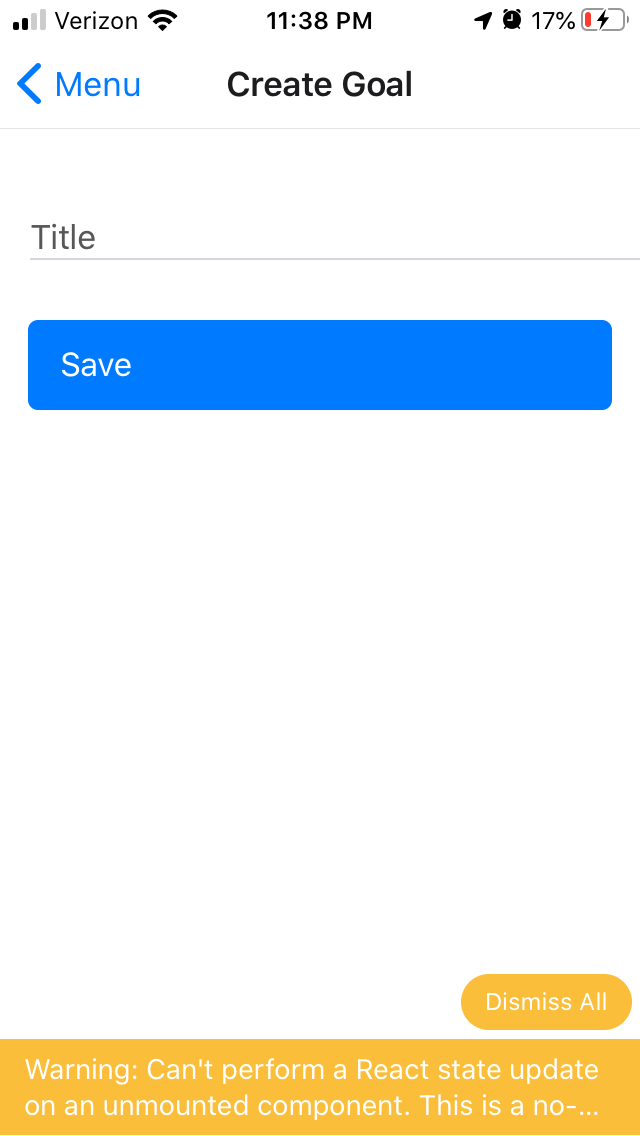 Verizon 11:38 PM 17%
Menu Create Goal
Title
Save
Dismiss All
Warning: Can't perform a React state update
on an unmounted component. This is a no-...